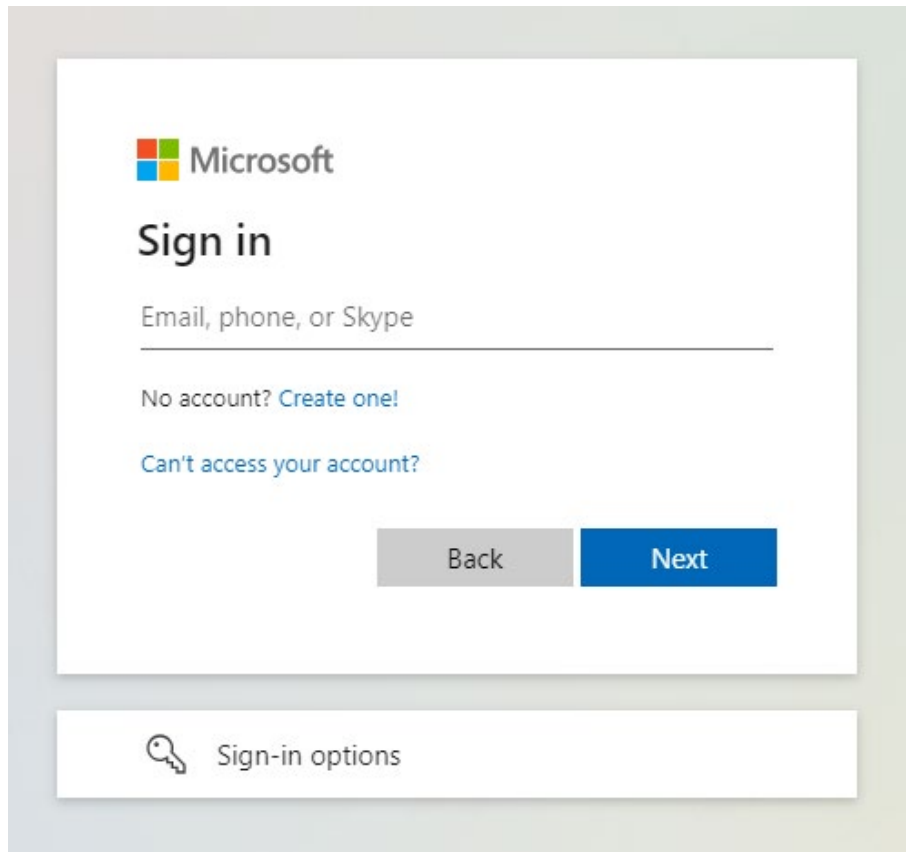 Microsoft
Sign in
Email, phone, or Skype
No account? Create one!
Can't access your account?
Back Next
Sign-in options